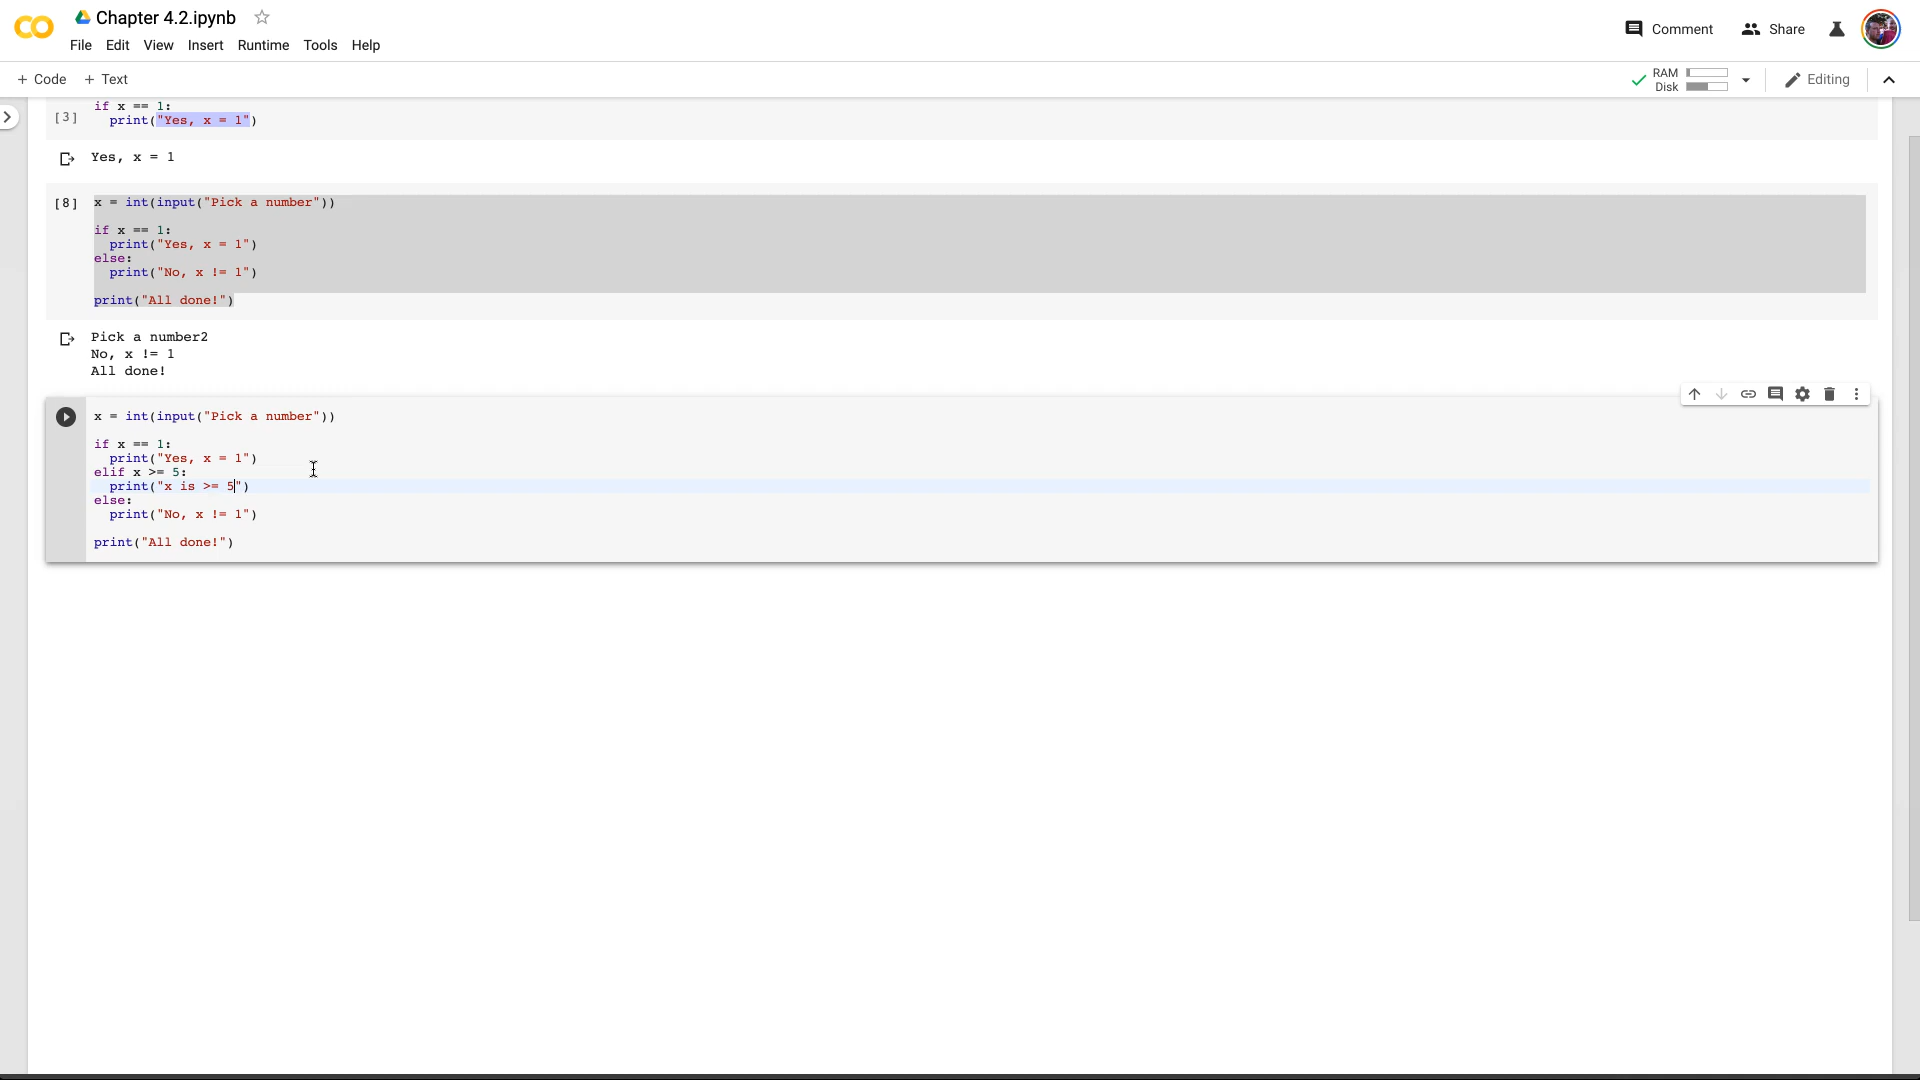 Chapter 4.2.ipynb
File Edit View Insert Runtime Tools Help
Comment Share
+ Code + Text
RAM
Disk
Editing
if x == 1:
[3] print("Yes, x = 1")
Yes, x = 1
[8] x = int(input("Pick a number"))
if x == 1:
print("Yes, x = 1")
else:
print("No, x != 1")
print("All done!")
Pick a number2
No, x != 1
All done!
x = int(input("Pick a number"))
if x == 1:
print("Yes, x = 1")
elif x >= 5:
print("x is >= 5")
else:
print("No, x != 1")
print("All done!")